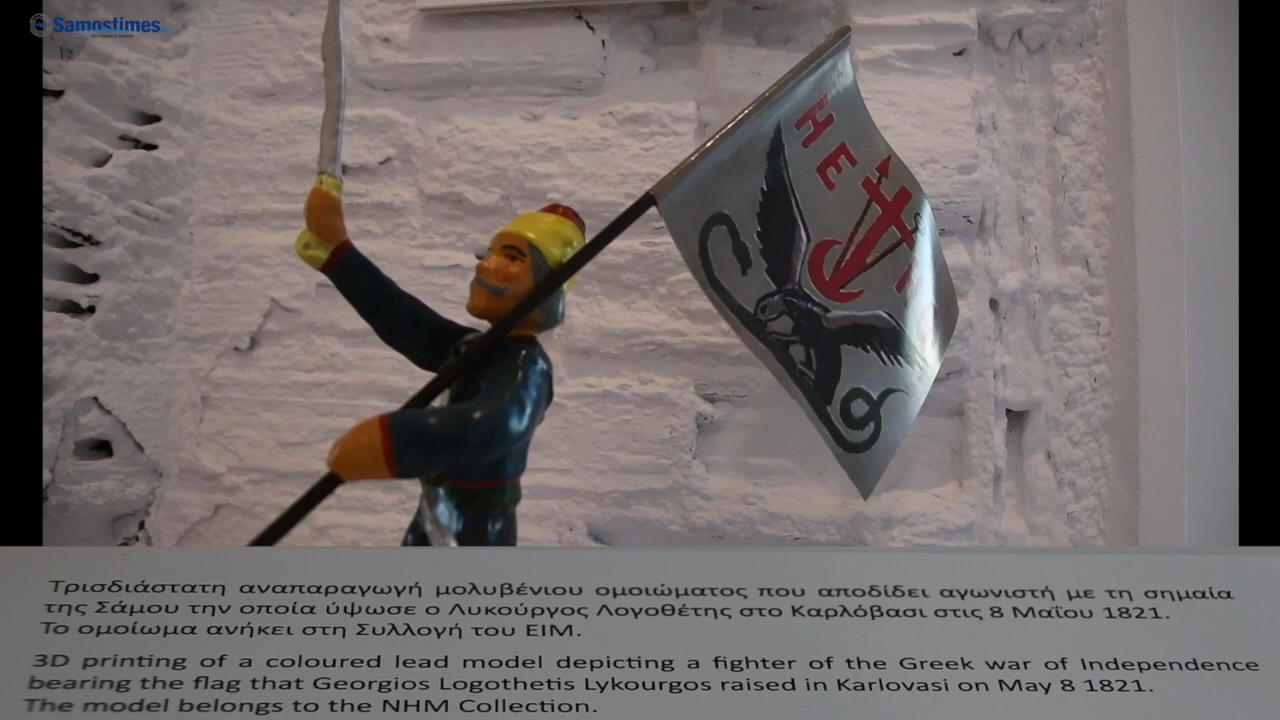 Samostimes
Η Ε
Τρισδιάστατη αναπαραγωγή μολυβένιου ομοιώματος που αποδίδει αγωνιστή με τη σημαία
της Σάμου την οποία ύψωσε ο Λυκούργος Λογοθέτης στο Καρλόβασι στις 8 Μαΐου 1821.
Το ομοίωμα ανήκει στη Συλλογή του ΕΙΜ.
3D printing of a coloured lead model depicting a fighter of the Greek war of Independence
bearing the flag that Georgios Logothetis Lykourgos raised in Karlovasi on May 8 1821.
The model belongs to the NHM Collection.